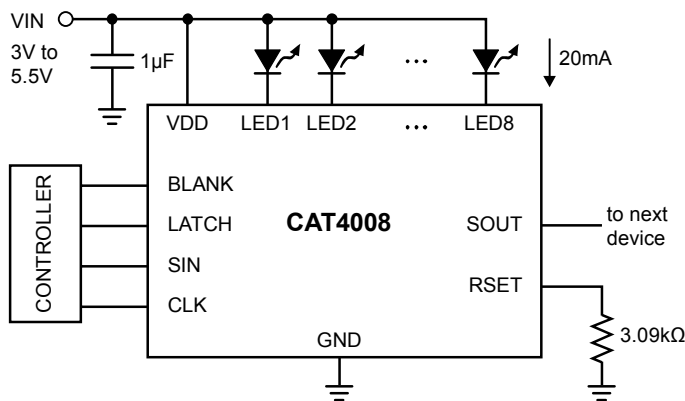 VIN
3V to
5.5V
1µF
...
20mA
VDD
LED1
LED2
...
LED8
CONTROLLER
BLANK
LATCH
SIN
CLK
CAT4008
SOUT
to next
device
RSET
3.09kΩ
GND